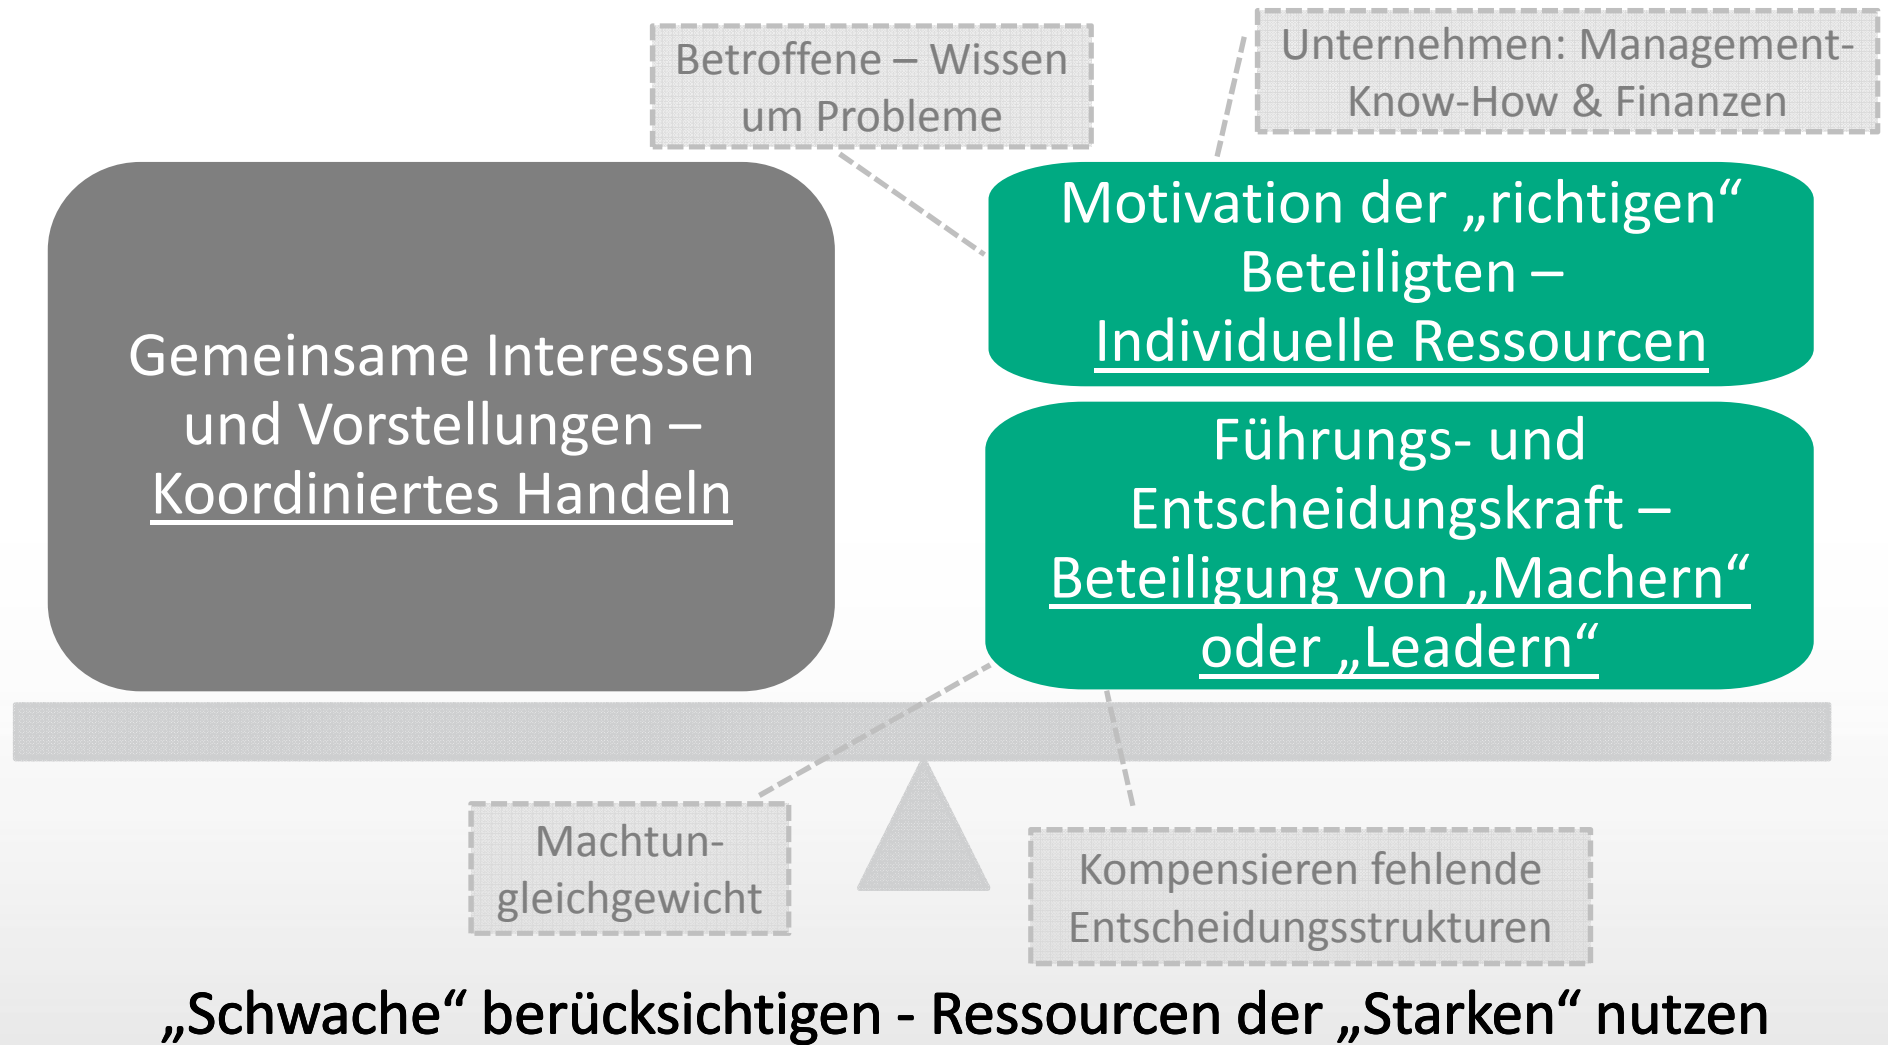 Betroffene – Wissen
um Probleme
Unternehmen: Management-
Know-How & Finanzen
Gemeinsame Interessen
und Vorstellungen –
Koordiniertes Handeln
Motivation der „richtigen“
Beteiligten –
Individuelle Ressourcen
Führungs- und
Entscheidungskraft –
Beteiligung von „Machern“
oder „Leadern“
Machtun-
gleichgewicht
Kompensieren fehlende
Entscheidungsstrukturen
„Schwache“ berücksichtigen - Ressourcen der „Starken“ nutzen